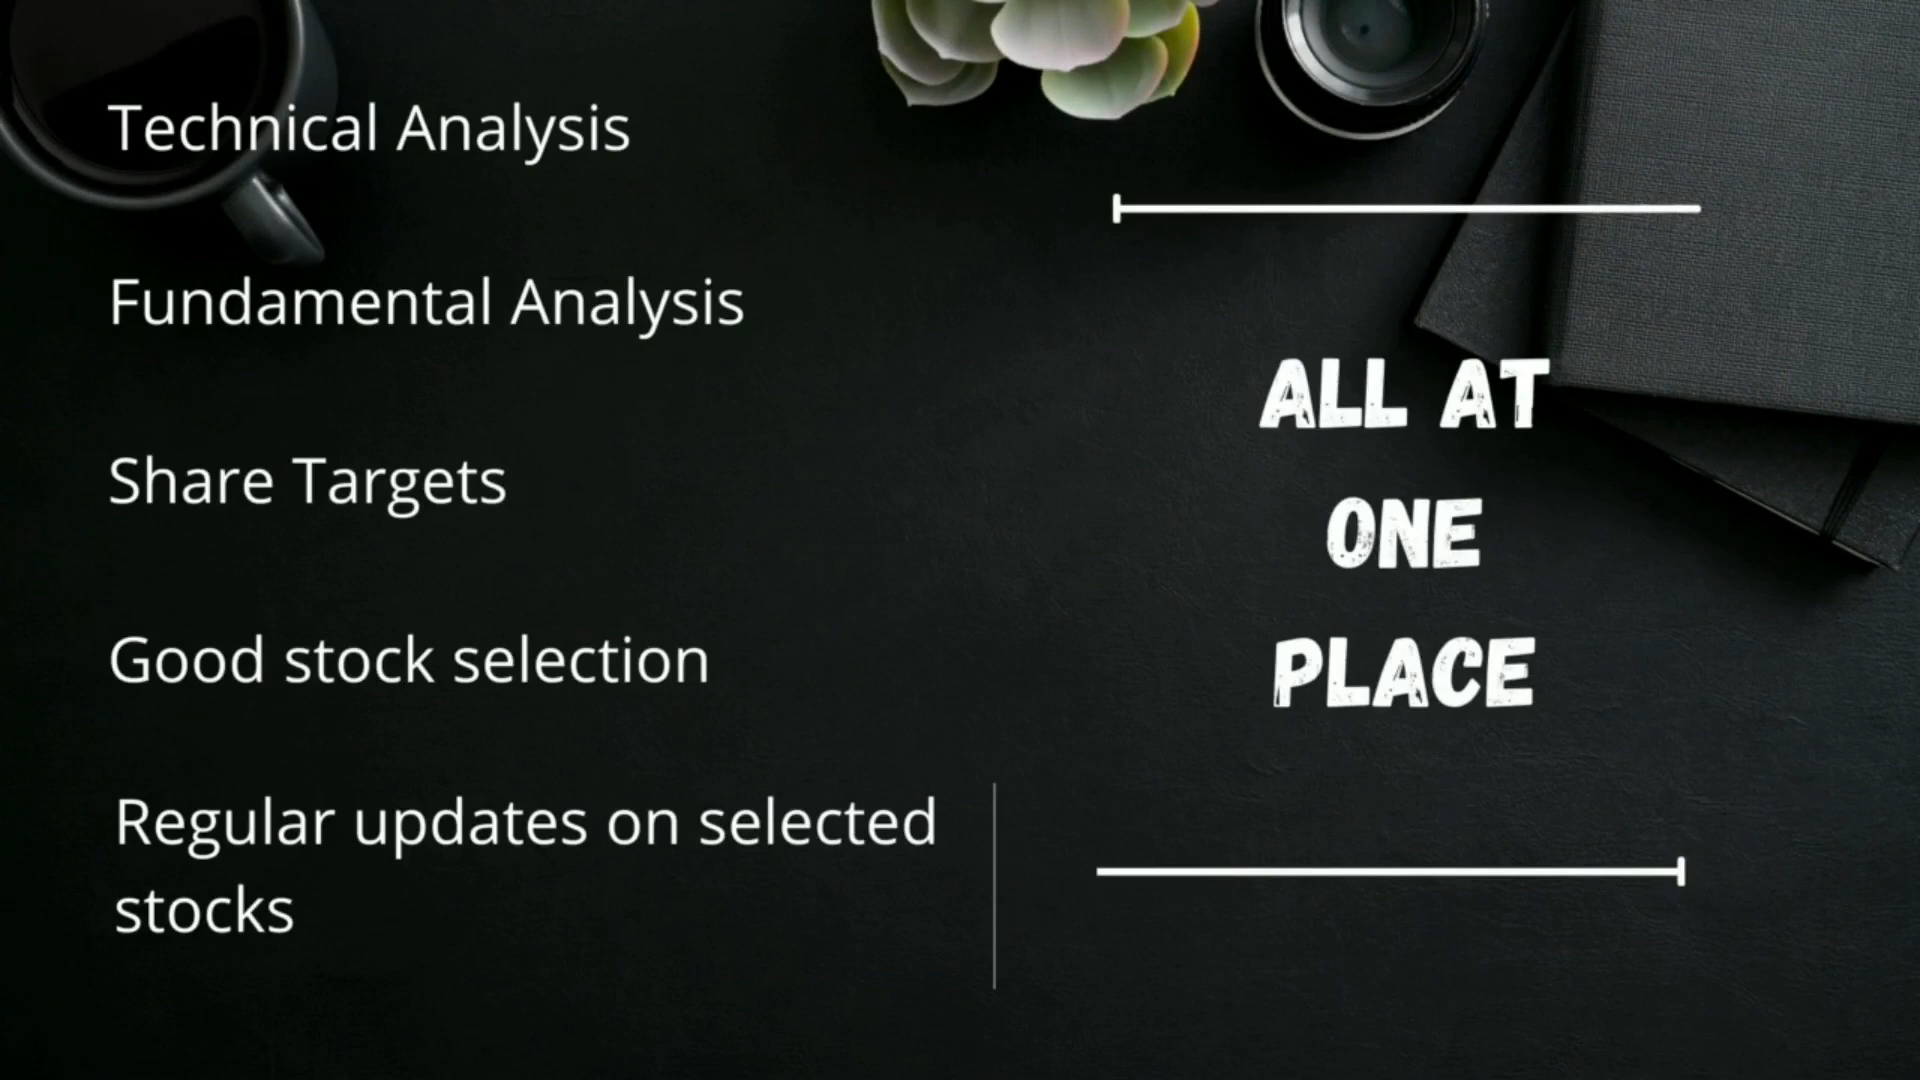 Technical Analysis
Fundamental Analysis
Share Targets
Good stock selection
Regular updates on selected
stocks
ALL AT
ONE
PLACE